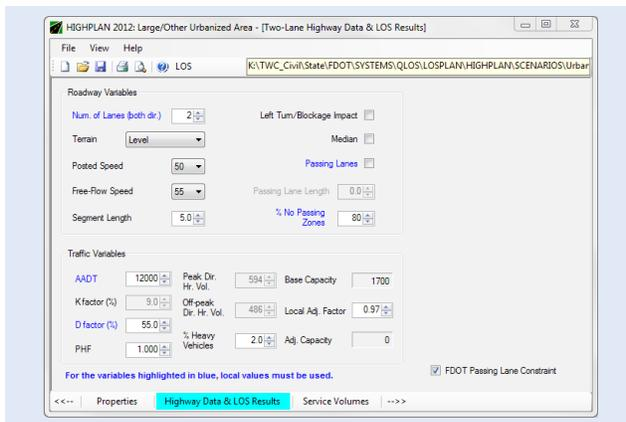 HIGHPLAN 2012: Large/Other Urbanized Area - [Two-Lane Highway Data & LOS Results]
File View Help
LOS
K:\TWC_Civil\State\FDOT\SYSTEMS\QLOS\LOSPLAN\HIGHPLAN\SCENARIOS\Urbar
Roadway Variables
Num. of Lanes (both dir.) 2 Left Turn/Blockage Impact
Terrain Level Median
Posted Speed 50 Passing Lanes
Free-Flow Speed 55 Passing Lane Length 0.0
Segment Length 5.0 % No Passing Zones 80
Traffic Variables
AADT 12000 Peak Dir. Hr. Vol. 594 Base Capacity 1700
K factor (%) 9.0 Off-peak Dir. Hr. Vol. 486 Local Adj. Factor 0.97
D factor (%) 55.0 % Heavy Vehicles 2.0 Adj. Capacity 0
PHF 1.000
For the variables highlighted in blue, local values must be used.
FDOT Passing Lane Constraint
<<-- Properties Highway Data & LOS Results Service Volumes -->>